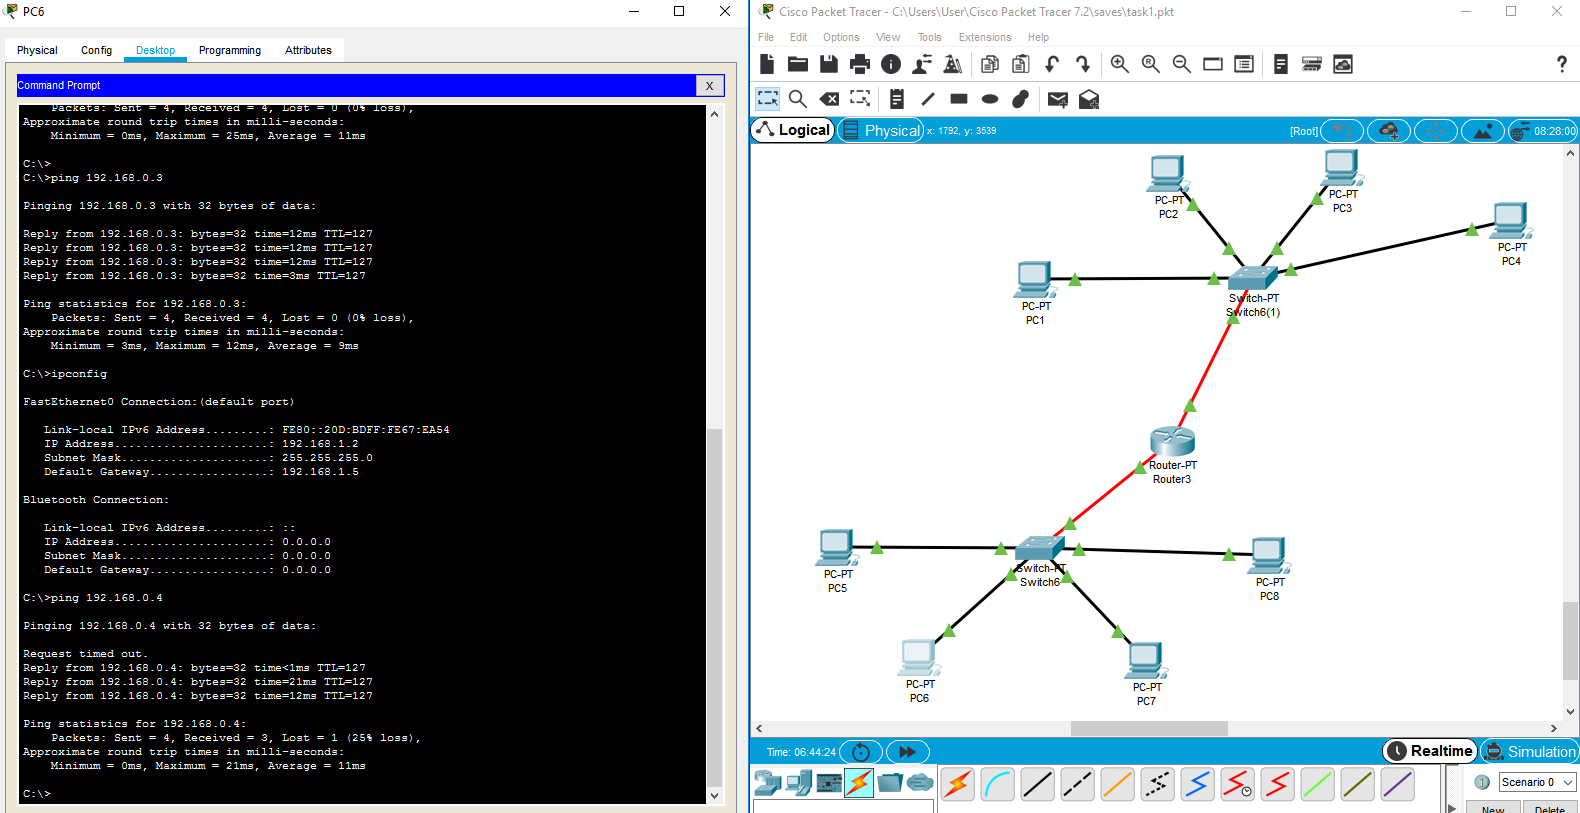 PC6
Physical Config Desktop Programming Attributes
Command Prompt
X
Packets: Sent = 4, Received = 4, Lost = 0 (0% loss),
Approximate round trip times in milli-seconds:
Minimum = 0ms, Maximum = 25ms, Average = 11ms
C:\>
C:\>ping 192.168.0.3
Pinging 192.168.0.3 with 32 bytes of data:
Reply from 192.168.0.3: bytes=32 time=12ms TTL=127
Reply from 192.168.0.3: bytes=32 time=12ms TTL=127
Reply from 192.168.0.3: bytes=32 time=12ms TTL=127
Reply from 192.168.0.3: bytes=32 time=3ms TTL=127
Ping statistics for 192.168.0.3:
Packets: Sent = 4, Received = 4, Lost = 0 (0% loss),
Approximate round trip times in milli-seconds:
Minimum = 3ms, Maximum = 12ms, Average = 9ms
C:\>ipconfig
FastEthernet0 Connection:(default port)
Link-local IPv6 Address.........: FE80::20D:BDFF:FE67:EA54
IP Address......................: 192.168.1.2
Subnet Mask.....................: 255.255.255.0
Default Gateway.................: 192.168.1.5
Bluetooth Connection:
Link-local IPv6 Address.........: ::
IP Address......................: 0.0.0.0
Subnet Mask.....................: 0.0.0.0
Default Gateway.................: 0.0.0.0
C:\>ping 192.168.0.4
Pinging 192.168.0.4 with 32 bytes of data:
Request timed out.
Reply from 192.168.0.4: bytes=32 time<1ms TTL=127
Reply from 192.168.0.4: bytes=32 time=21ms TTL=127
Reply from 192.168.0.4: bytes=32 time=12ms TTL=127
Ping statistics for 192.168.0.4:
Packets: Sent = 4, Received = 3, Lost = 1 (25% loss),
Approximate round trip times in milli-seconds:
Minimum = 0ms, Maximum = 21ms, Average = 11ms
C:\>
Cisco Packet Tracer - C:\Users\User\Cisco Packet Tracer 7.2\saves\task1.pkt
File Edit Options View Tools Extensions Help
Logical Physical x: 1792, y: 3539 [Root] 08:28:00
PC-PT
PC2
PC-PT
PC3
PC-PT
PC4
PC-PT
PC1
Switch-PT
Switch6(1)
Router-PT
Router3
PC-PT
PC5
Switch-PT
Switch6
PC-PT
PC8
PC-PT
PC6
PC-PT
PC7
Time: 06:44:24 Realtime Simulation
Scenario 0
New Delete